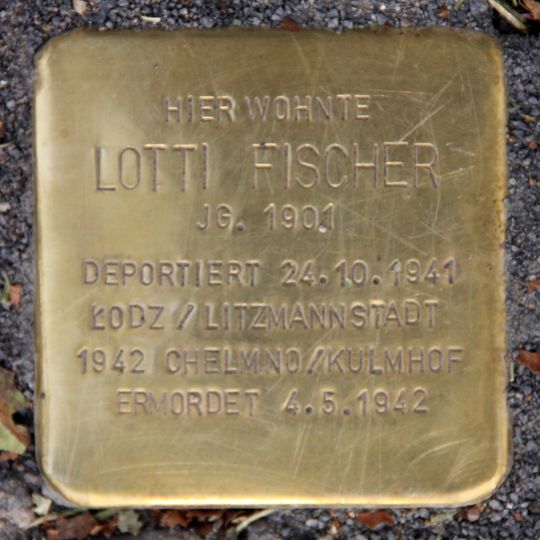 HIER WOHNTE
LOTTI FISCHER
JG. 1901
DEPORTIERT 24.10.1941
ŁODZ / LITZMANNSTADT
1942 CHELMNO/KULMHOF
ERMORDET 4.5.1942